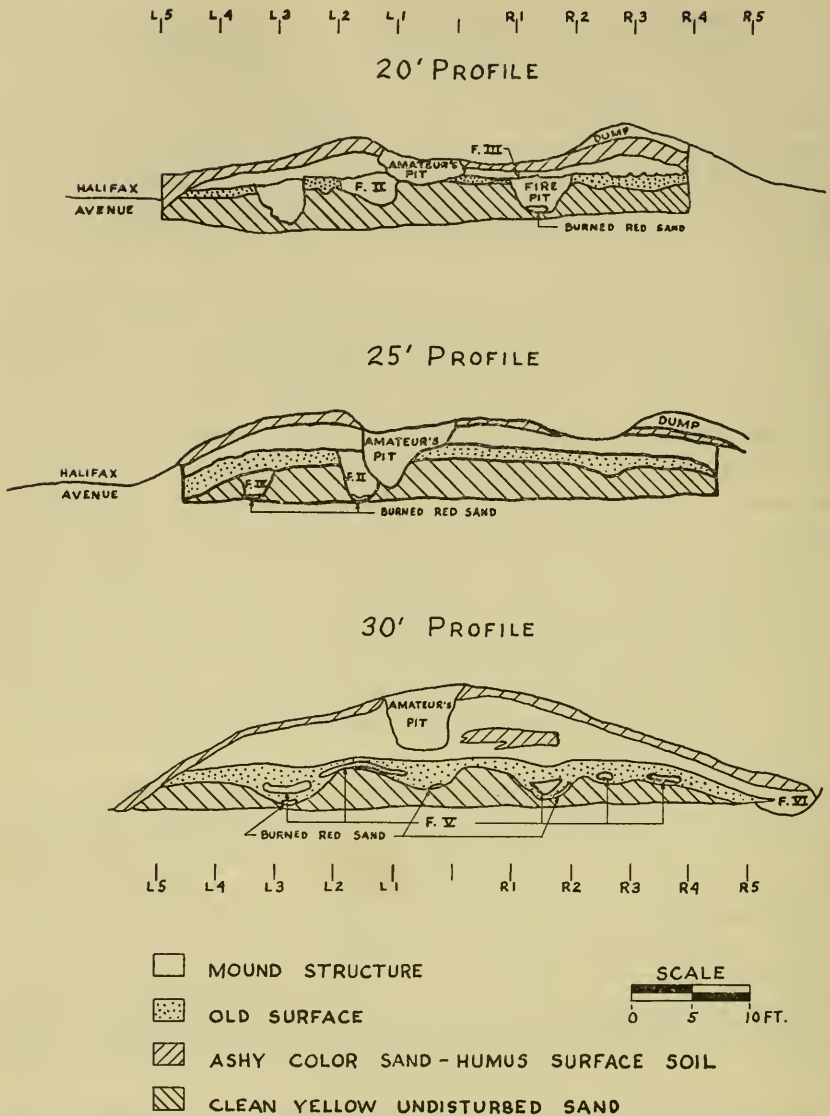 L5 L4 L3 L2 L1 R1 R2 R3 R4 R5
20' PROFILE
DUMP
F. III
AMATEUR'S
PIT
HALIFAX
AVENUE
F. II
FIRE
PIT
BURNED RED SAND
25' PROFILE
DUMP
AMATEUR'S
PIT
HALIFAX
AVENUE
F. IV
F. II
BURNED RED SAND
30' PROFILE
AMATEUR'S
PIT
F. VI
F. V
BURNED RED SAND
L5 L4 L3 L2 L1 R1 R2 R3 R4 R5
MOUND STRUCTURE
SCALE
OLD SURFACE
0 5 10 FT.
ASHY COLOR SAND - HUMUS SURFACE SOIL
CLEAN YELLOW UNDISTURBED SAND